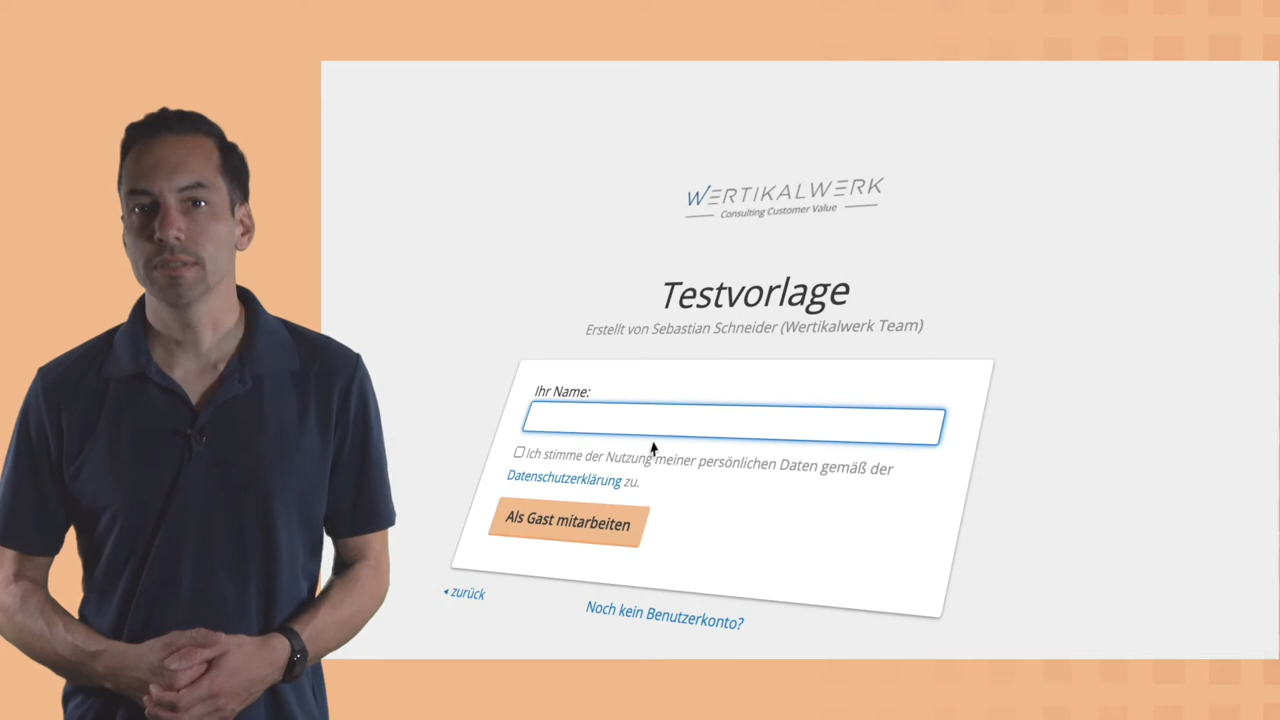 WERTIKALWERK
Consulting Customer Value
Testvorlage
Erstellt von Sebastian Schneider (Wertikalwerk Team)
Ihr Name:
Ich stimme der Nutzung meiner persönlichen Daten gemäß der
Datenschutzerklärung zu.
Als Gast mitarbeiten
◂ zurück
Noch kein Benutzerkonto?